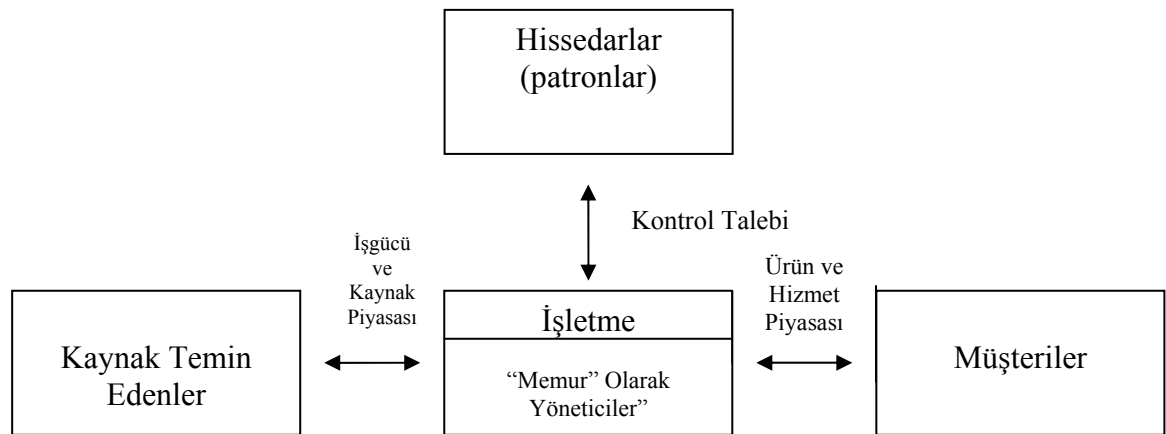 Hissedarlar
(patronlar)
Kontrol Talebi
İşgücü
ve
Kaynak
Piyasası
Ürün ve
Hizmet
Piyasası
Kaynak Temin
Edenler
İşletme
“Memur” Olarak
Yöneticiler”
Müşteriler